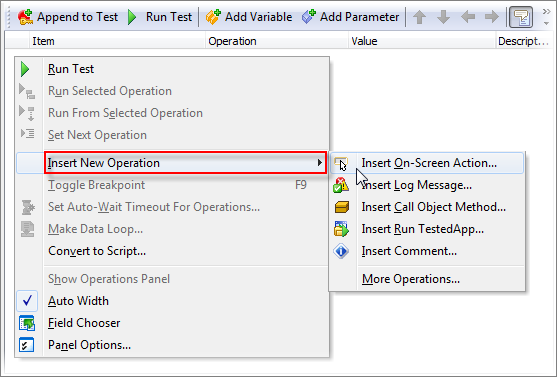 Append to Test Run Test Add Variable Add Parameter
Item Operation Value Descript...
Run Test
Run Selected Operation
Run From Selected Operation
Set Next Operation
Insert New Operation
Toggle Breakpoint F9
Set Auto-Wait Timeout For Operations...
Make Data Loop...
Convert to Script...
Show Operations Panel
Auto Width
Field Chooser
Panel Options...
Insert On-Screen Action...
Insert Log Message...
Insert Call Object Method...
Insert Run TestedApp...
Insert Comment...
More Operations...